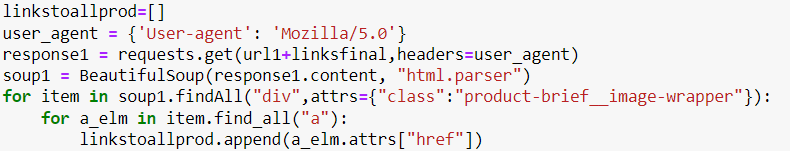 linkstoallprod=[]
user_agent = {'User-agent': 'Mozilla/5.0'}
response1 = requests.get(url1+linksfinal,headers=user_agent)
soup1 = BeautifulSoup(response1.content, "html.parser")
for item in soup1.findAll("div",attrs={"class":"product-brief__image-wrapper"}):
    for a_elm in item.find_all("a"):
        linkstoallprod.append(a_elm.attrs["href"])